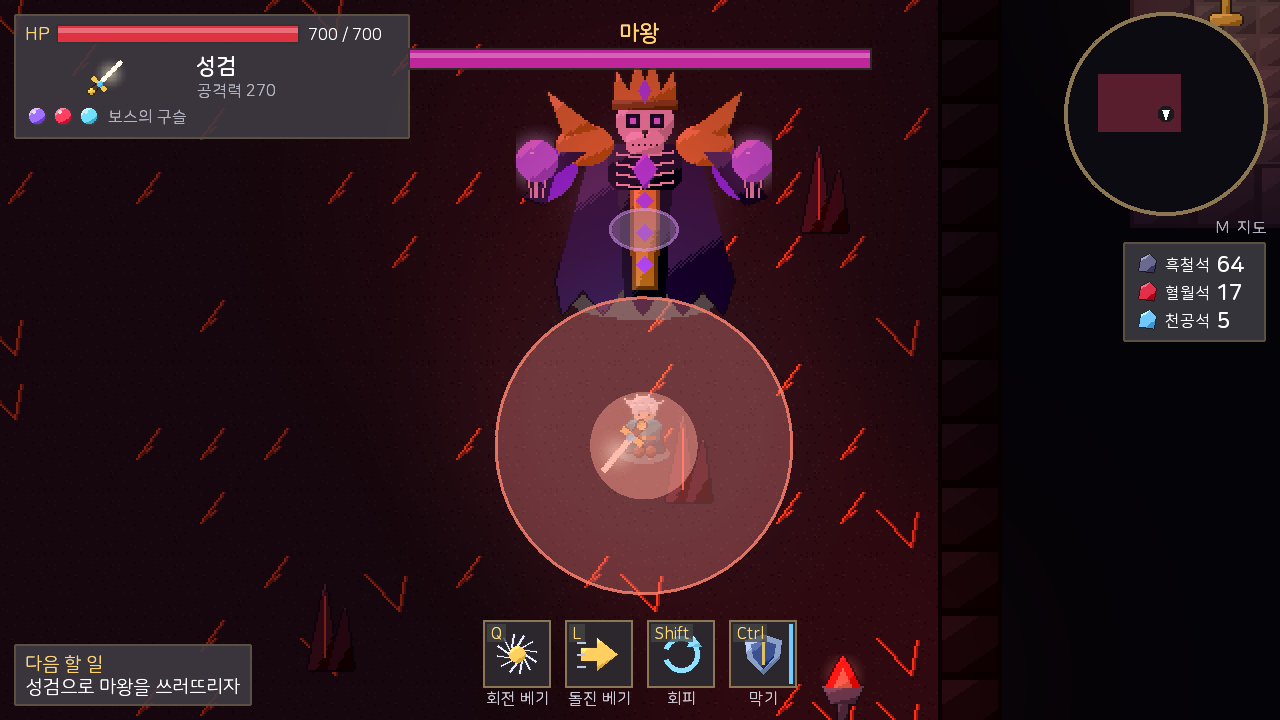 HP 700 / 700
성검
공격력 270
보스의 구슬
마왕
M 지도
흑철석 64
혈월석 17
천공석 5
다음 할 일
성검으로 마왕을 쓰러뜨리자
Q L Shift Ctrl
회전 베기 돌진 베기 회피 막기